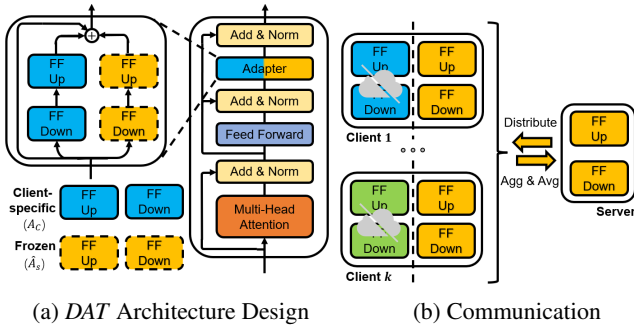 FF
Up
FF
Up
FF
Down
FF
Down
Client-
specific
(A_C)
FF
Up
FF
Down
Frozen
(Â_s)
FF
Up
FF
Down
Add & Norm
Adapter
Add & Norm
Feed Forward
Add & Norm
Multi-Head
Attention
(a) DAT Architecture Design
FF
Up
FF
Up
FF
Down
FF
Down
Client 1
FF
Up
FF
Up
FF
Down
FF
Down
Client k
Distribute
Agg & Avg
FF
Up
FF
Down
Server
(b) Communication